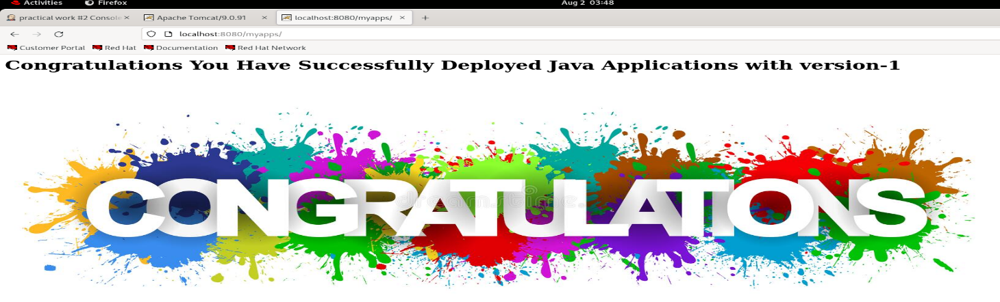 Activities Firefox Aug 2 03:48
practical work #2 Console × Apache Tomcat/9.0.91 × localhost:8080/myapps/ × +
localhost:8080/myapps/
Customer Portal Red Hat Documentation Red Hat Network
Congratulations You Have Successfully Deployed Java Applications with version-1
CONGRATULATIONS
dreamstime.